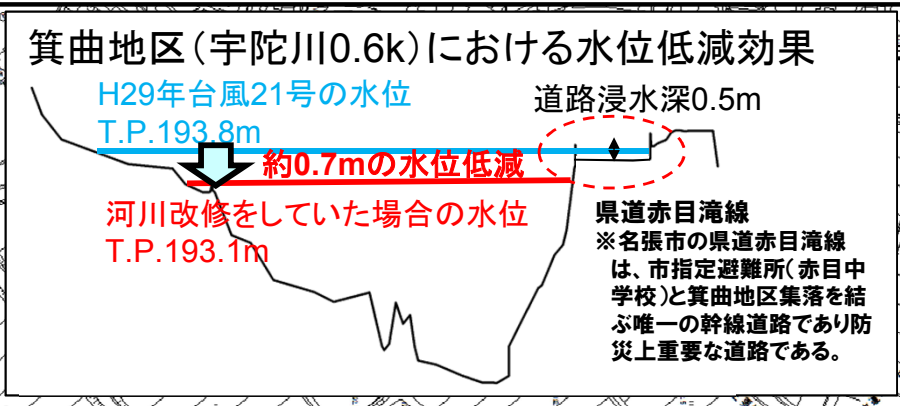 箕曲地区（宇陀川0.6k）における水位低減効果
H29年台風21号の水位
T.P.193.8m
道路浸水深0.5m
約0.7mの水位低減
河川改修をしていた場合の水位
T.P.193.1m
県道赤目滝線
※名張市の県道赤目滝線
は、市指定避難所（赤目中
学校）と箕曲地区集落を結
ぶ唯一の幹線道路であり防
災上重要な道路である。